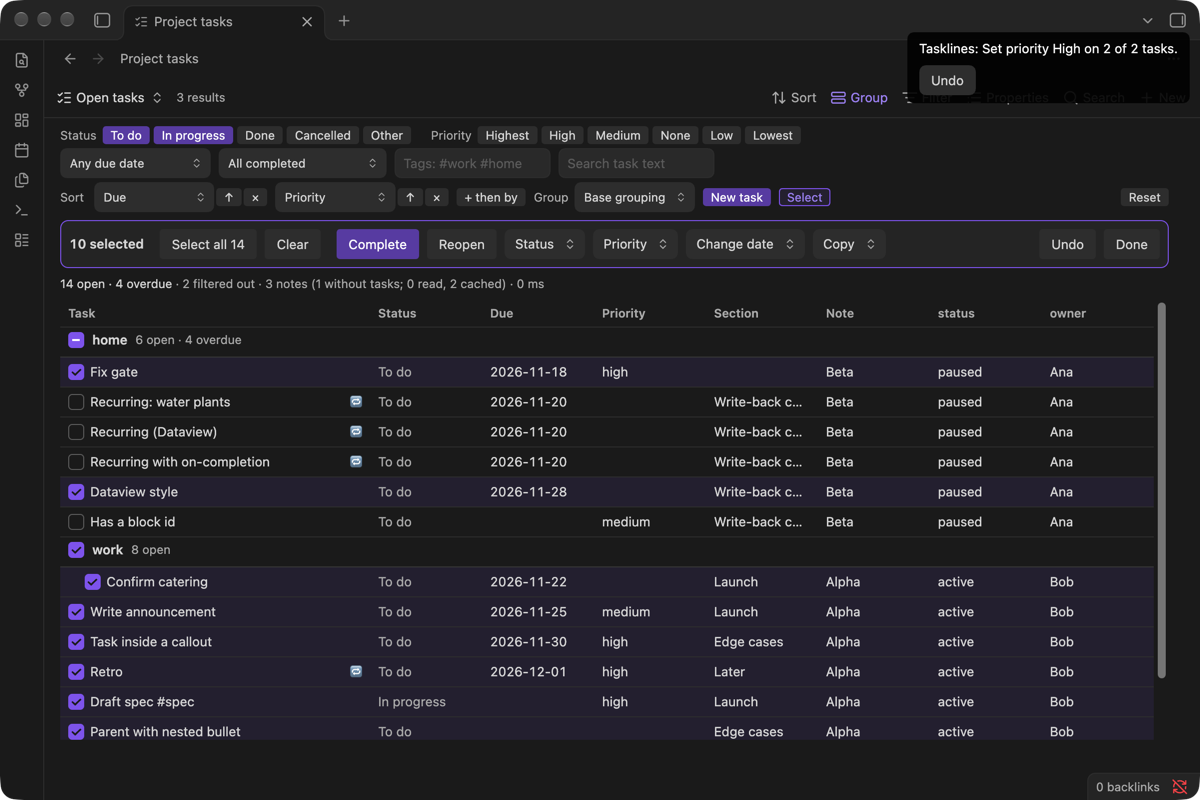 Project tasks
Project tasks
Tasklines: Set priority High on 2 of 2 tasks.
Undo
Open tasks 3 results Sort Group Filter Properties Search New
Status To do In progress Done Cancelled Other Priority Highest High Medium None Low Lowest
Any due date All completed Tags: #work #home Search task text
Sort Due ↑ × Priority ↑ × + then by Group Base grouping New task Select Reset
10 selected Select all 14 Clear Complete Reopen Status Priority Change date Copy Undo Done
14 open · 4 overdue · 2 filtered out · 3 notes (1 without tasks; 0 read, 2 cached) · 0 ms
Task Status Due Priority Section Note status owner
home 6 open · 4 overdue
Fix gate To do 2026-11-18 high Beta paused Ana
Recurring: water plants To do 2026-11-20 Write-back c... Beta paused Ana
Recurring (Dataview) To do 2026-11-20 Write-back c... Beta paused Ana
Recurring with on-completion To do 2026-11-20 Write-back c... Beta paused Ana
Dataview style To do 2026-11-28 Write-back c... Beta paused Ana
Has a block id To do medium Write-back c... Beta paused Ana
work 8 open
Confirm catering To do 2026-11-22 Launch Alpha active Bob
Write announcement To do 2026-11-25 medium Launch Alpha active Bob
Task inside a callout To do 2026-11-30 high Edge cases Alpha active Bob
Retro To do 2026-12-01 high Later Alpha active Bob
Draft spec #spec In progress high Launch Alpha active Bob
Parent with nested bullet To do Edge cases Alpha active Bob
0 backlinks